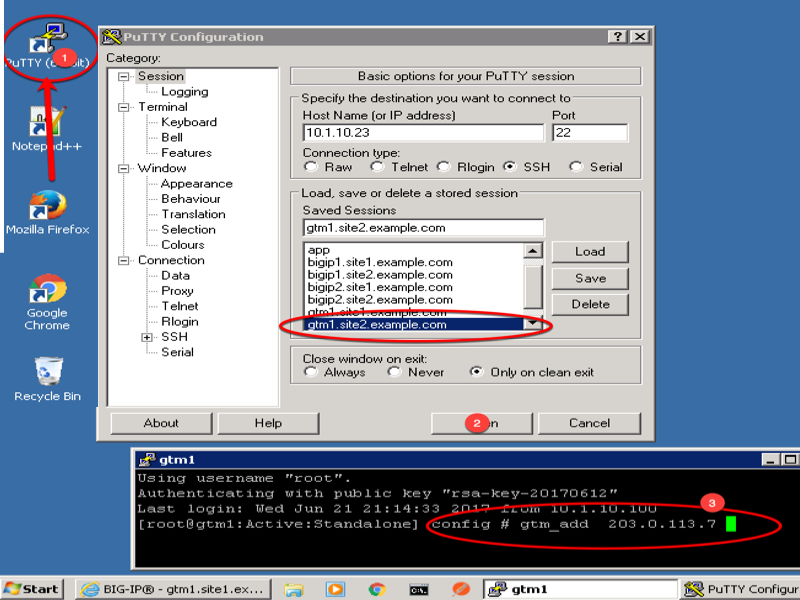 PuTTY Configuration
Category:
Session
Logging
Terminal
Keyboard
Bell
Features
Window
Appearance
Behaviour
Translation
Selection
Colours
Connection
Data
Proxy
Telnet
Rlogin
SSH
Serial
Basic options for your PuTTY session
Specify the destination you want to connect to
Host Name (or IP address)
Port
10.1.10.23
22
Connection type:
Raw
Telnet
Rlogin
SSH
Serial
Load, save or delete a stored session
Saved Sessions
gtm1.site2.example.com
app
bigip1.site1.example.com
bigip1.site2.example.com
bigip2.site1.example.com
bigip2.site2.example.com
gtm1.site1.example.com
gtm1.site2.example.com
Load
Save
Delete
Close window on exit:
Always
Never
Only on clean exit
About
Help
2
Cancel
PuTTY
1
Notepad++
Mozilla Firefox
Google
Chrome
Recycle Bin
gtm1
Using username "root".
Authenticating with public key "rsa-key-20170612"
Last login: Wed Jun 21 21:14:33 2017 from 10.1.10.100
[root@gtm1:Active:Standalone] config # gtm_add 203.0.113.7
3
Start
BIG-IP® - gtm1.site1.ex...
C:\
gtm1
PuTTY Configur